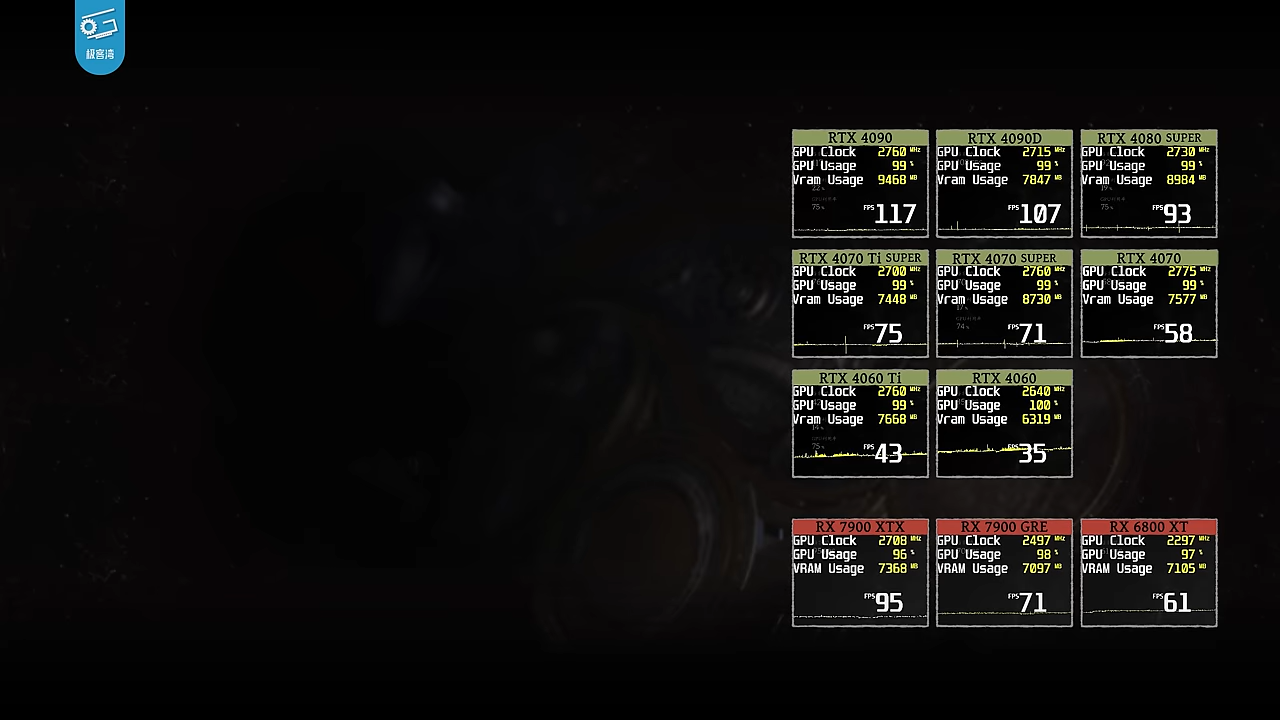 极客湾
RTX 4090
GPU Clock 2760 MHz
GPU Usage 99 %
Vram Usage 9468 MB
22 %
75 %
FPS 117
RTX 4090D
GPU Clock 2715 MHz
GPU Usage 99 %
Vram Usage 7847 MB
FPS 107
RTX 4080 SUPER
GPU Clock 2730 MHz
GPU Usage 99 %
Vram Usage 8984 MB
19 %
75 %
FPS 93
RTX 4070 Ti SUPER
GPU Clock 2700 MHz
GPU Usage 99 %
Vram Usage 7448 MB
FPS 75
RTX 4070 SUPER
GPU Clock 2760 MHz
GPU Usage 99 %
Vram Usage 8730 MB
17 %
74 %
FPS 71
RTX 4070
GPU Clock 2775 MHz
GPU Usage 99 %
Vram Usage 7577 MB
FPS 58
RTX 4060 Ti
GPU Clock 2760 MHz
GPU Usage 99 %
Vram Usage 7668 MB
14 %
75 %
FPS 43
RTX 4060
GPU Clock 2640 MHz
GPU Usage 100 %
Vram Usage 6319 MB
FPS 35
RX 7900 XTX
GPU Clock 2708 MHz
GPU Usage 96 %
VRAM Usage 7368 MB
FPS 95
RX 7900 GRE
GPU Clock 2497 MHz
GPU Usage 98 %
VRAM Usage 7097 MB
FPS 71
RX 6800 XT
GPU Clock 2297 MHz
GPU Usage 97 %
VRAM Usage 7105 MB
FPS 61